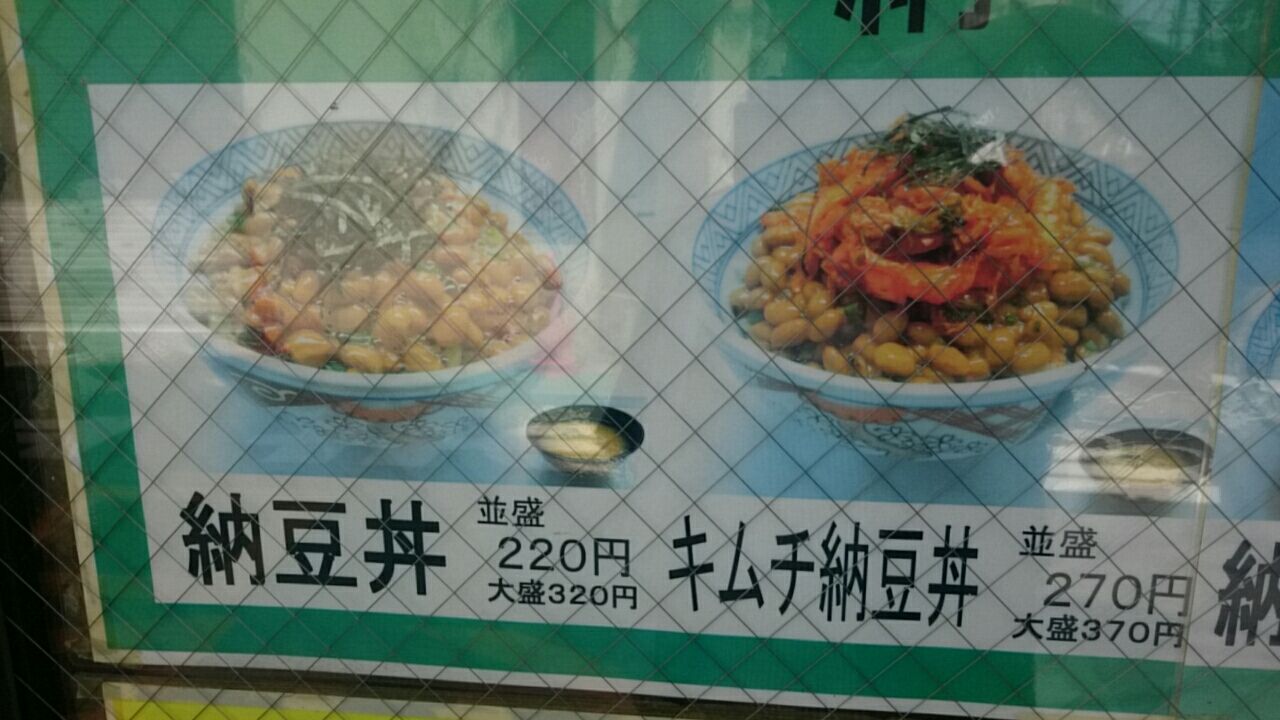 納豆丼
並盛
220円
大盛320円
キムチ納豆丼
並盛
270円
大盛370円
納